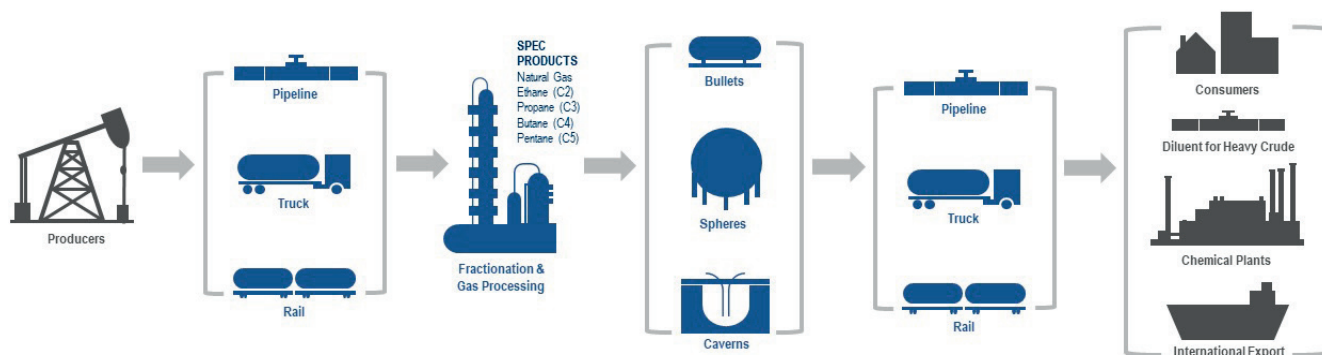 Producers
Pipeline
Truck
Rail
SPEC
PRODUCTS
Natural Gas
Ethane (C2)
Propane (C3)
Butane (C4)
Pentane (C5)
Fractionation &
Gas Processing
Bullets
Spheres
Caverns
Pipeline
Truck
Rail
Consumers
Diluent for Heavy Crude
Chemical Plants
International Export